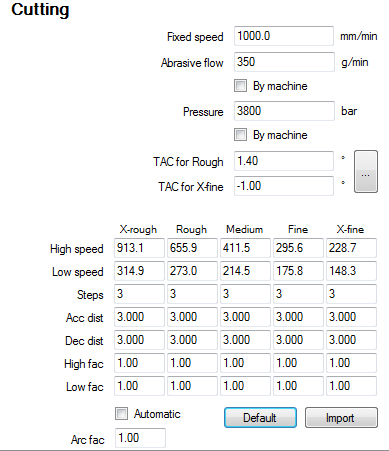 Cutting
Fixed speed 1000.0 mm/min
Abrasive flow 350 g/min
By machine
Pressure 3800 bar
By machine
TAC for Rough 1.40 °
...
TAC for X-fine -1.00 °
X-rough Rough Medium Fine X-fine
High speed 913.1 655.9 411.5 295.6 228.7
Low speed 314.9 273.0 214.5 175.8 148.3
Steps 3 3 3 3 3
Acc dist 3.000 3.000 3.000 3.000 3.000
Dec dist 3.000 3.000 3.000 3.000 3.000
High fac 1.00 1.00 1.00 1.00 1.00
Low fac 1.00 1.00 1.00 1.00 1.00
Automatic Default Import
Arc fac 1.00